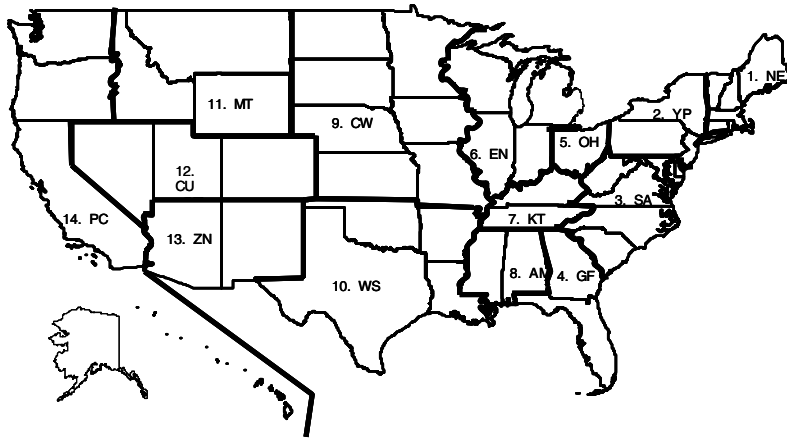 1. NE
2. YP
11. MT
9. CW
5. OH
6. EN
12.
CU
3. SA
14. PC
7. KT
13. ZN
8. AM
4. GF
10. WS